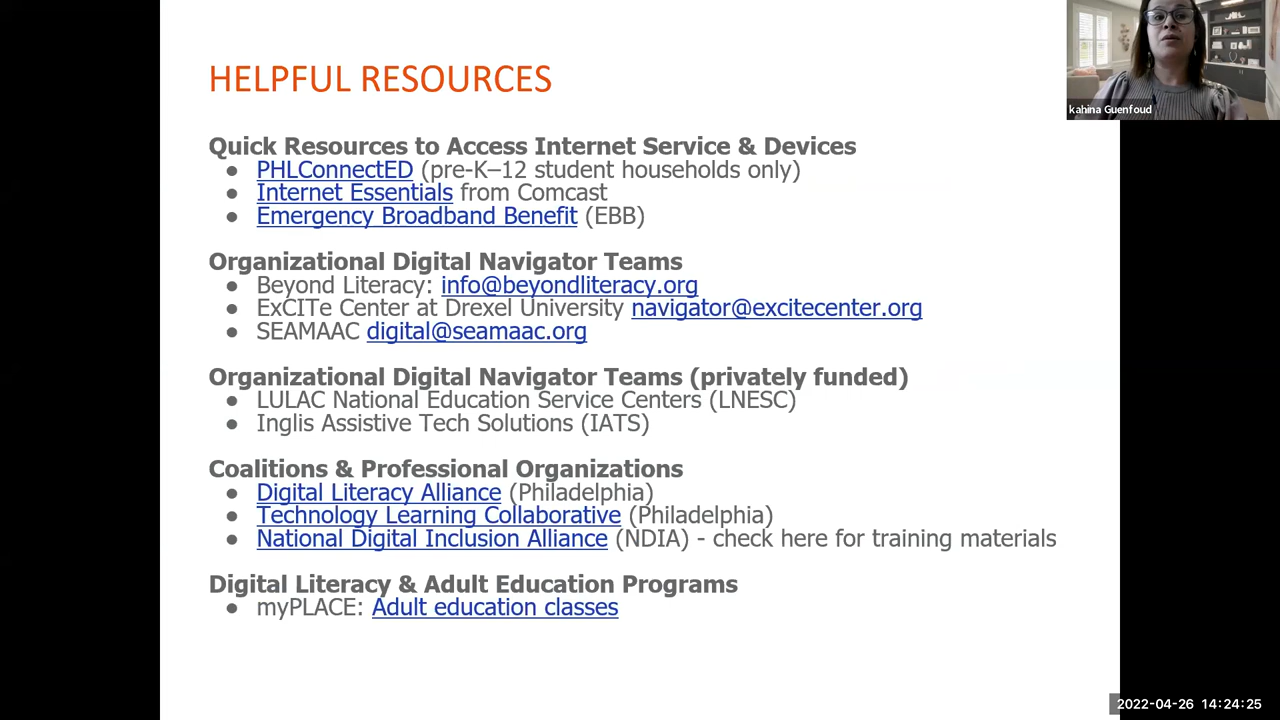 HELPFUL RESOURCES
kahina Guenfoud
Quick Resources to Access Internet Service & Devices
● PHLConnectED (pre-K–12 student households only)
● Internet Essentials from Comcast
● Emergency Broadband Benefit (EBB)
Organizational Digital Navigator Teams
● Beyond Literacy: info@beyondliteracy.org
● ExCITe Center at Drexel University navigator@excitecenter.org
● SEAMAAC digital@seamaac.org
Organizational Digital Navigator Teams (privately funded)
● LULAC National Education Service Centers (LNESC)
● Inglis Assistive Tech Solutions (IATS)
Coalitions & Professional Organizations
● Digital Literacy Alliance (Philadelphia)
● Technology Learning Collaborative (Philadelphia)
● National Digital Inclusion Alliance (NDIA) - check here for training materials
Digital Literacy & Adult Education Programs
● myPLACE: Adult education classes
2022-04-26 14:24:25